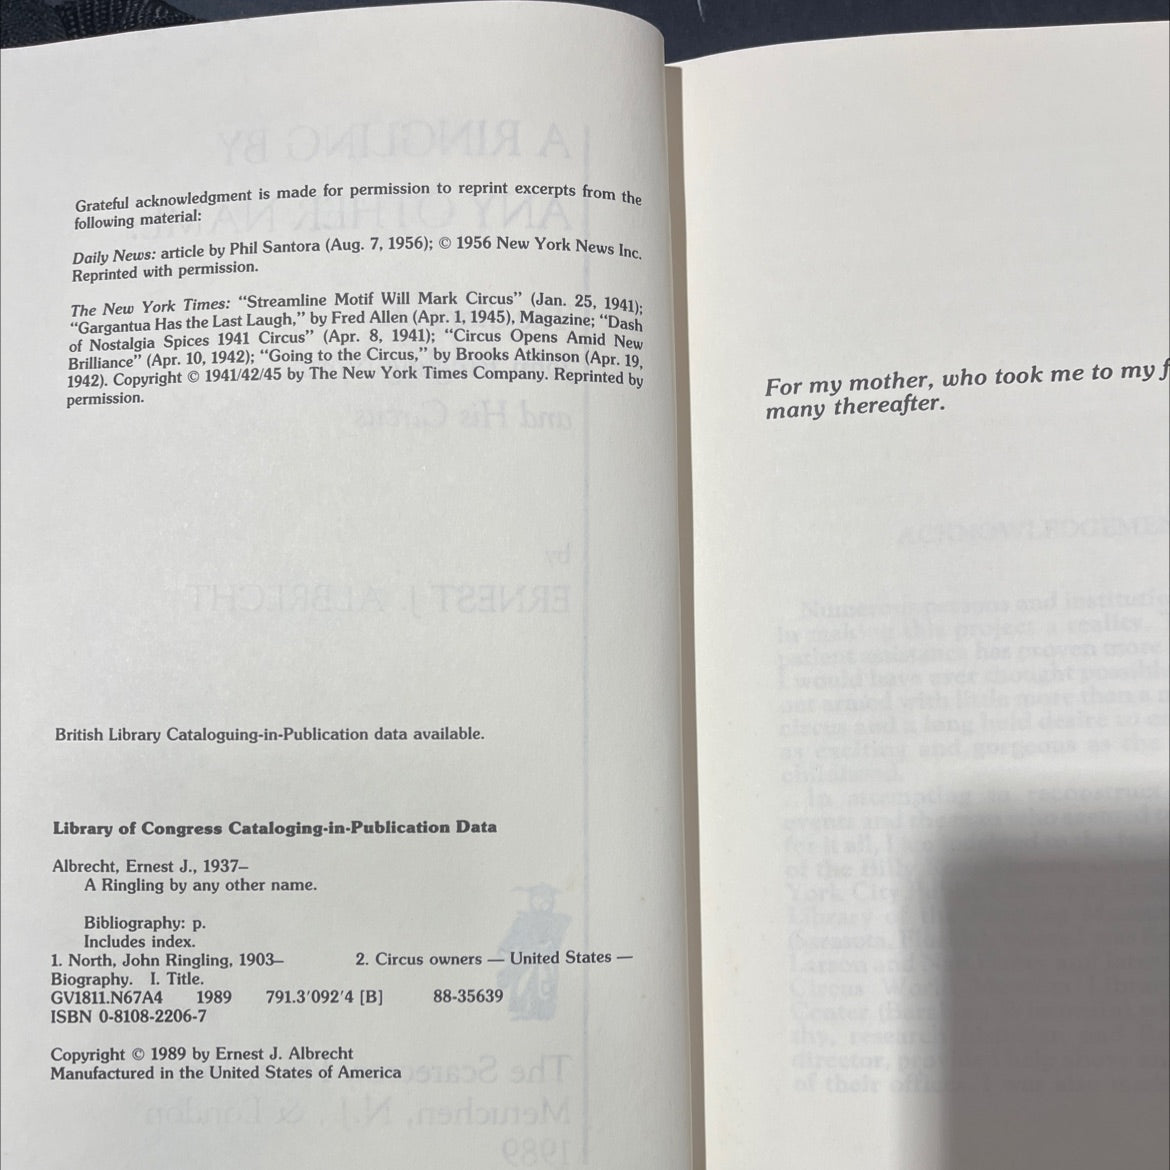 Grateful acknowledgment is made for permission to reprint excerpts from the
following material:
Daily News: article by Phil Santora (Aug. 7, 1956); © 1956 New York News Inc.
Reprinted with permission.
The New York Times: “Streamline Motif Will Mark Circus” (Jan. 25, 1941);
“Gargantua Has the Last Laugh,” by Fred Allen (Apr. 1, 1945), Magazine; “Dash
of Nostalgia Spices 1941 Circus” (Apr. 8, 1941); “Circus Opens Amid New
Brilliance” (Apr. 10, 1942); “Going to the Circus,” by Brooks Atkinson (Apr. 19,
1942). Copyright © 1941/42/45 by The New York Times Company. Reprinted by
permission.
British Library Cataloguing-in-Publication data available.
Library of Congress Cataloging-in-Publication Data
Albrecht, Ernest J., 1937–
A Ringling by any other name.
Bibliography: p.
Includes index.
1. North, John Ringling, 1903– 2. Circus owners — United States —
Biography. I. Title.
GV1811.N67A4 1989 791.3′092′4 [B] 88-35639
ISBN 0-8108-2206-7
Copyright © 1989 by Ernest J. Albrecht
Manufactured in the United States of America
For my mother, who took me to my f
many thereafter.